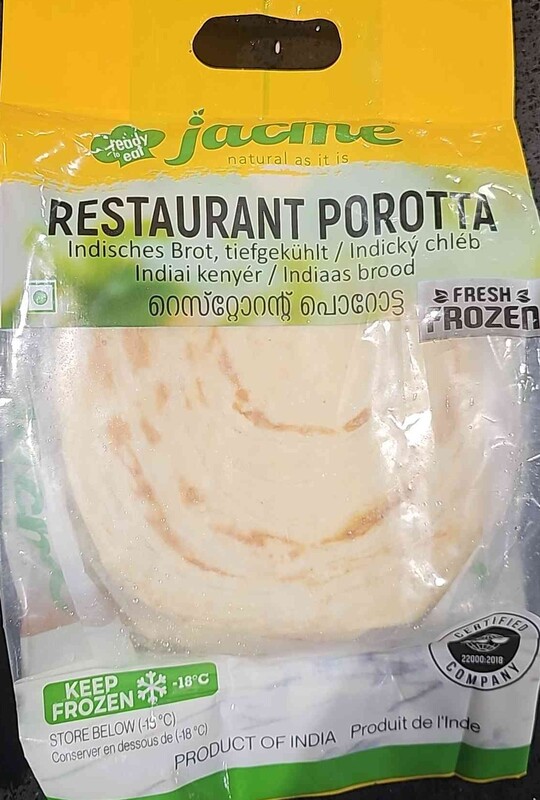 ready
to
eat
jacme
natural as it is
RESTAURANT POROTTA
Indisches Brot, tiefgekühlt / Indický chléb
Indiai kenyér / Indiaas brood
റെസ്റ്റോറന്റ് പൊറോട്ട
FRESH
FROZEN
CERTIFIED
22000:2018
COMPANY
KEEP
FROZEN
-18°C
STORE BELOW (-15 °C)
Conserver en dessous de (-18 °C)
PRODUCT OF INDIA Produit de l'Inde